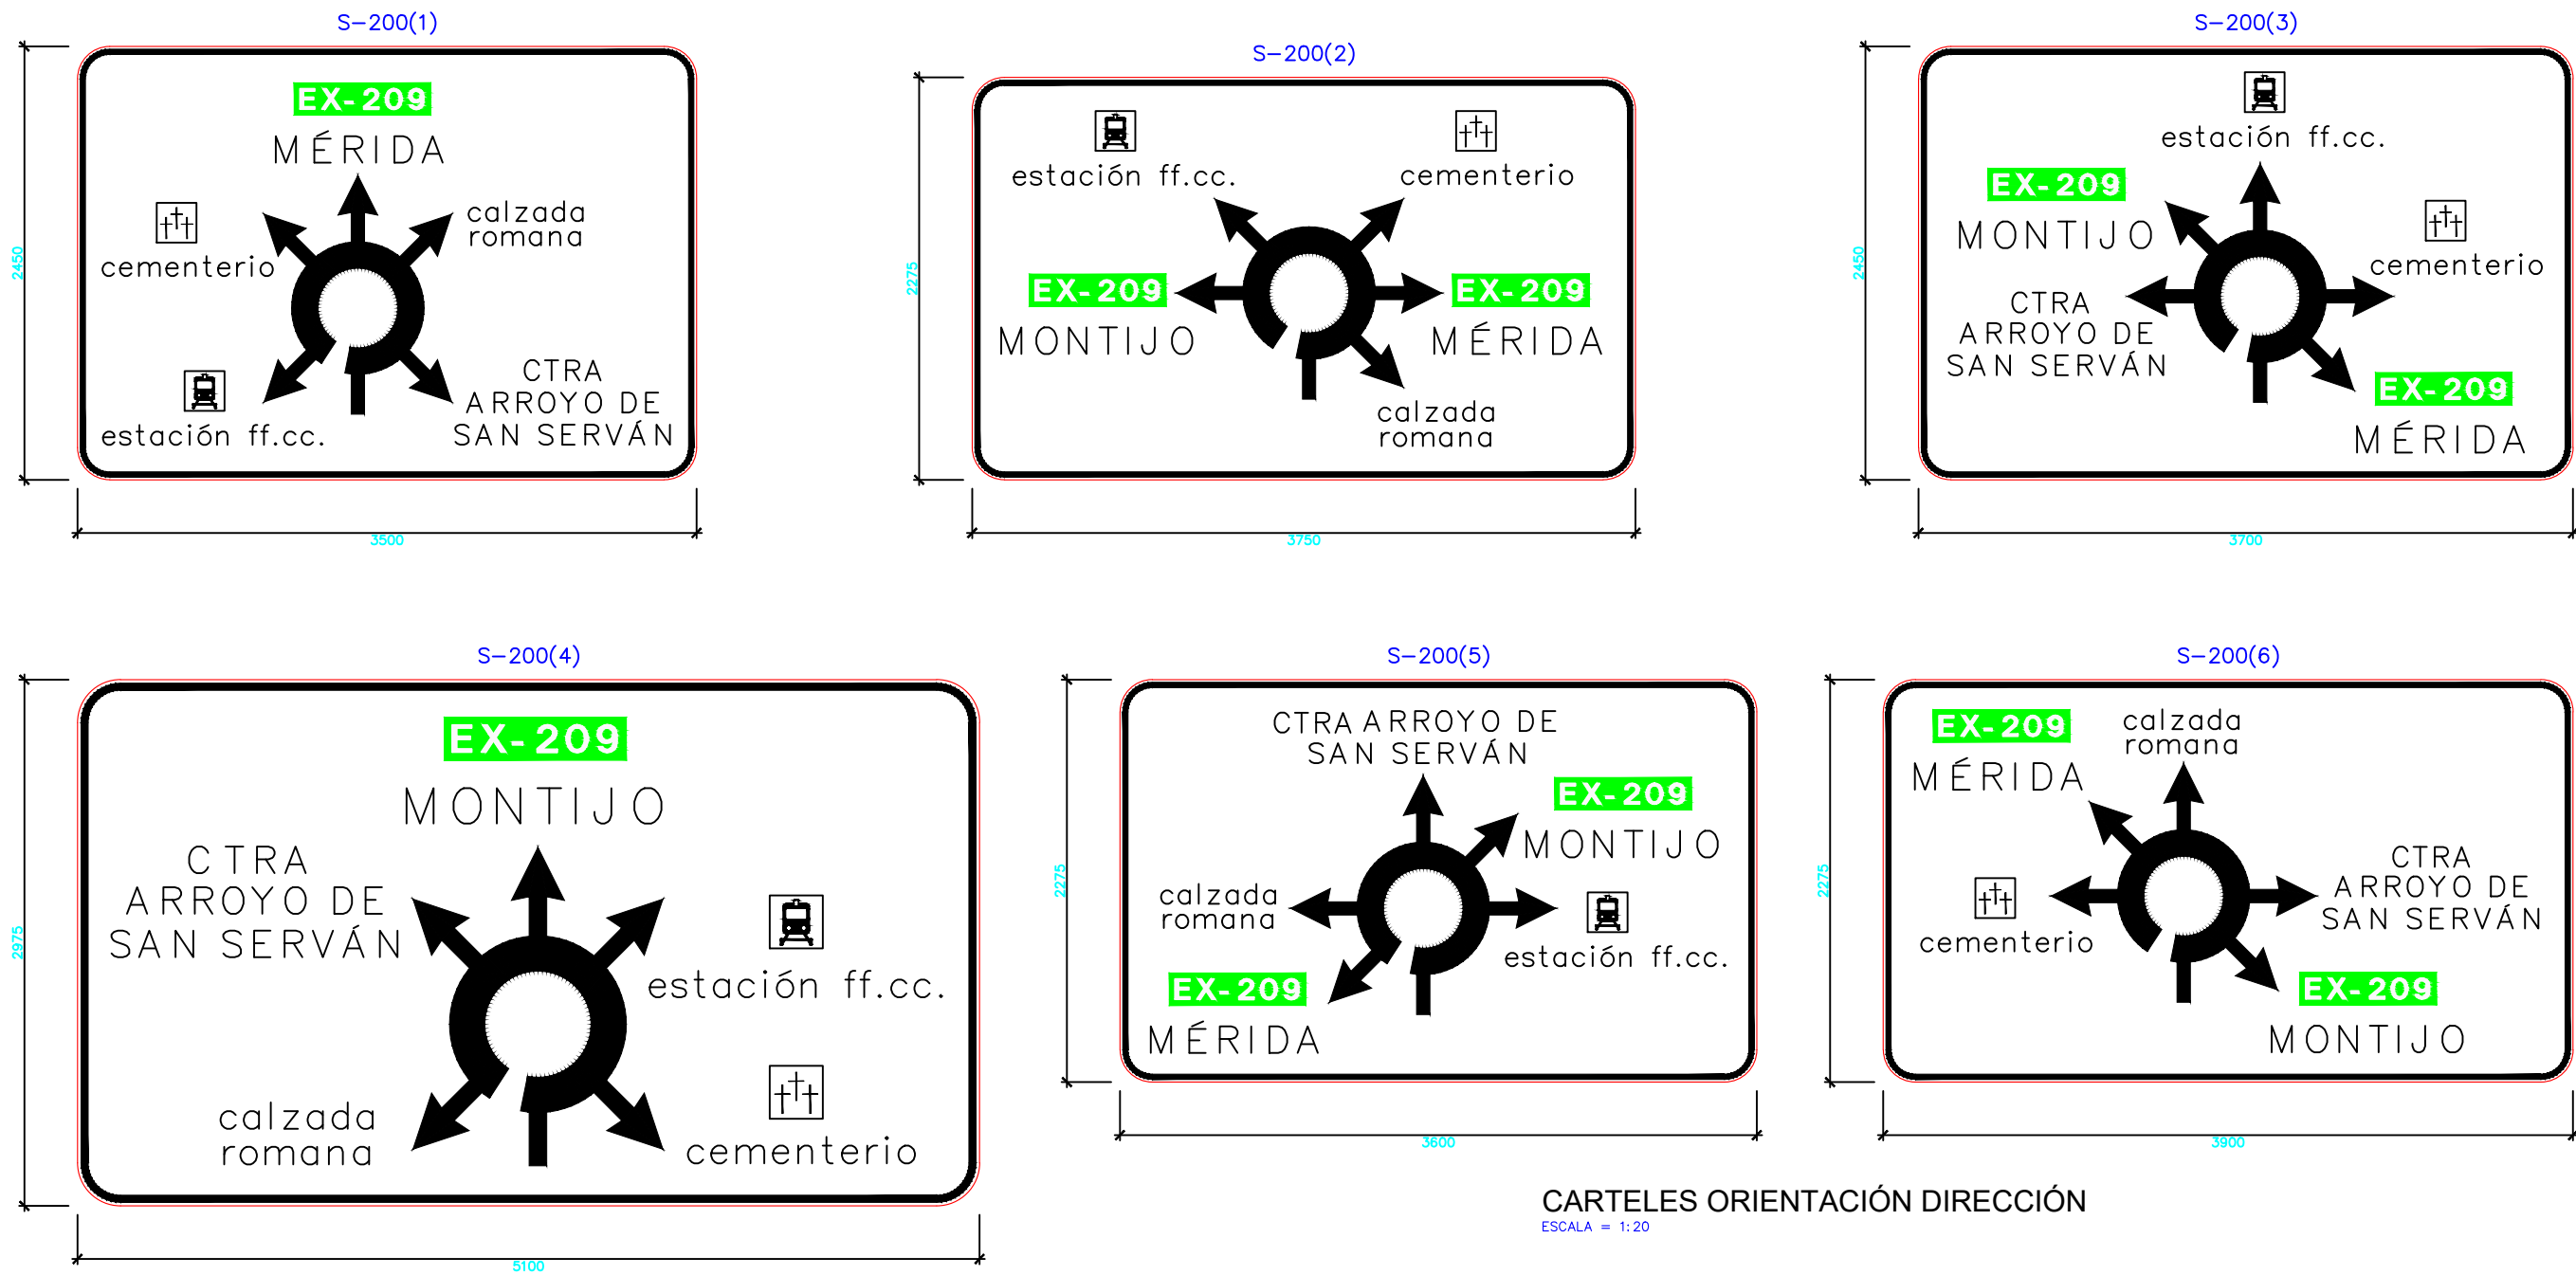 S-200(1)
EX-209
MÉRIDA
calzada
romana
cementerio
CTRA
ARROYO DE
SAN SERVÁN
estación ff.cc.
2450
3500
S-200(2)
estación ff.cc.
cementerio
EX-209
EX-209
MONTIJO
MÉRIDA
calzada
romana
2275
3750
S-200(3)
estación ff.cc.
EX-209
MONTIJO
cementerio
CTRA
ARROYO DE
SAN SERVÁN
EX-209
MÉRIDA
2450
3700
S-200(4)
EX-209
MONTIJO
CTRA
ARROYO DE
SAN SERVÁN
estación ff.cc.
calzada
romana
cementerio
2975
5100
S-200(5)
CTRA ARROYO DE
SAN SERVÁN
EX-209
MONTIJO
calzada
romana
estación ff.cc.
EX-209
MÉRIDA
2275
3600
S-200(6)
EX-209
MÉRIDA
calzada
romana
CTRA
ARROYO DE
SAN SERVÁN
cementerio
EX-209
MONTIJO
2275
3900
CARTELES ORIENTACIÓN DIRECCIÓN
ESCALA = 1:20